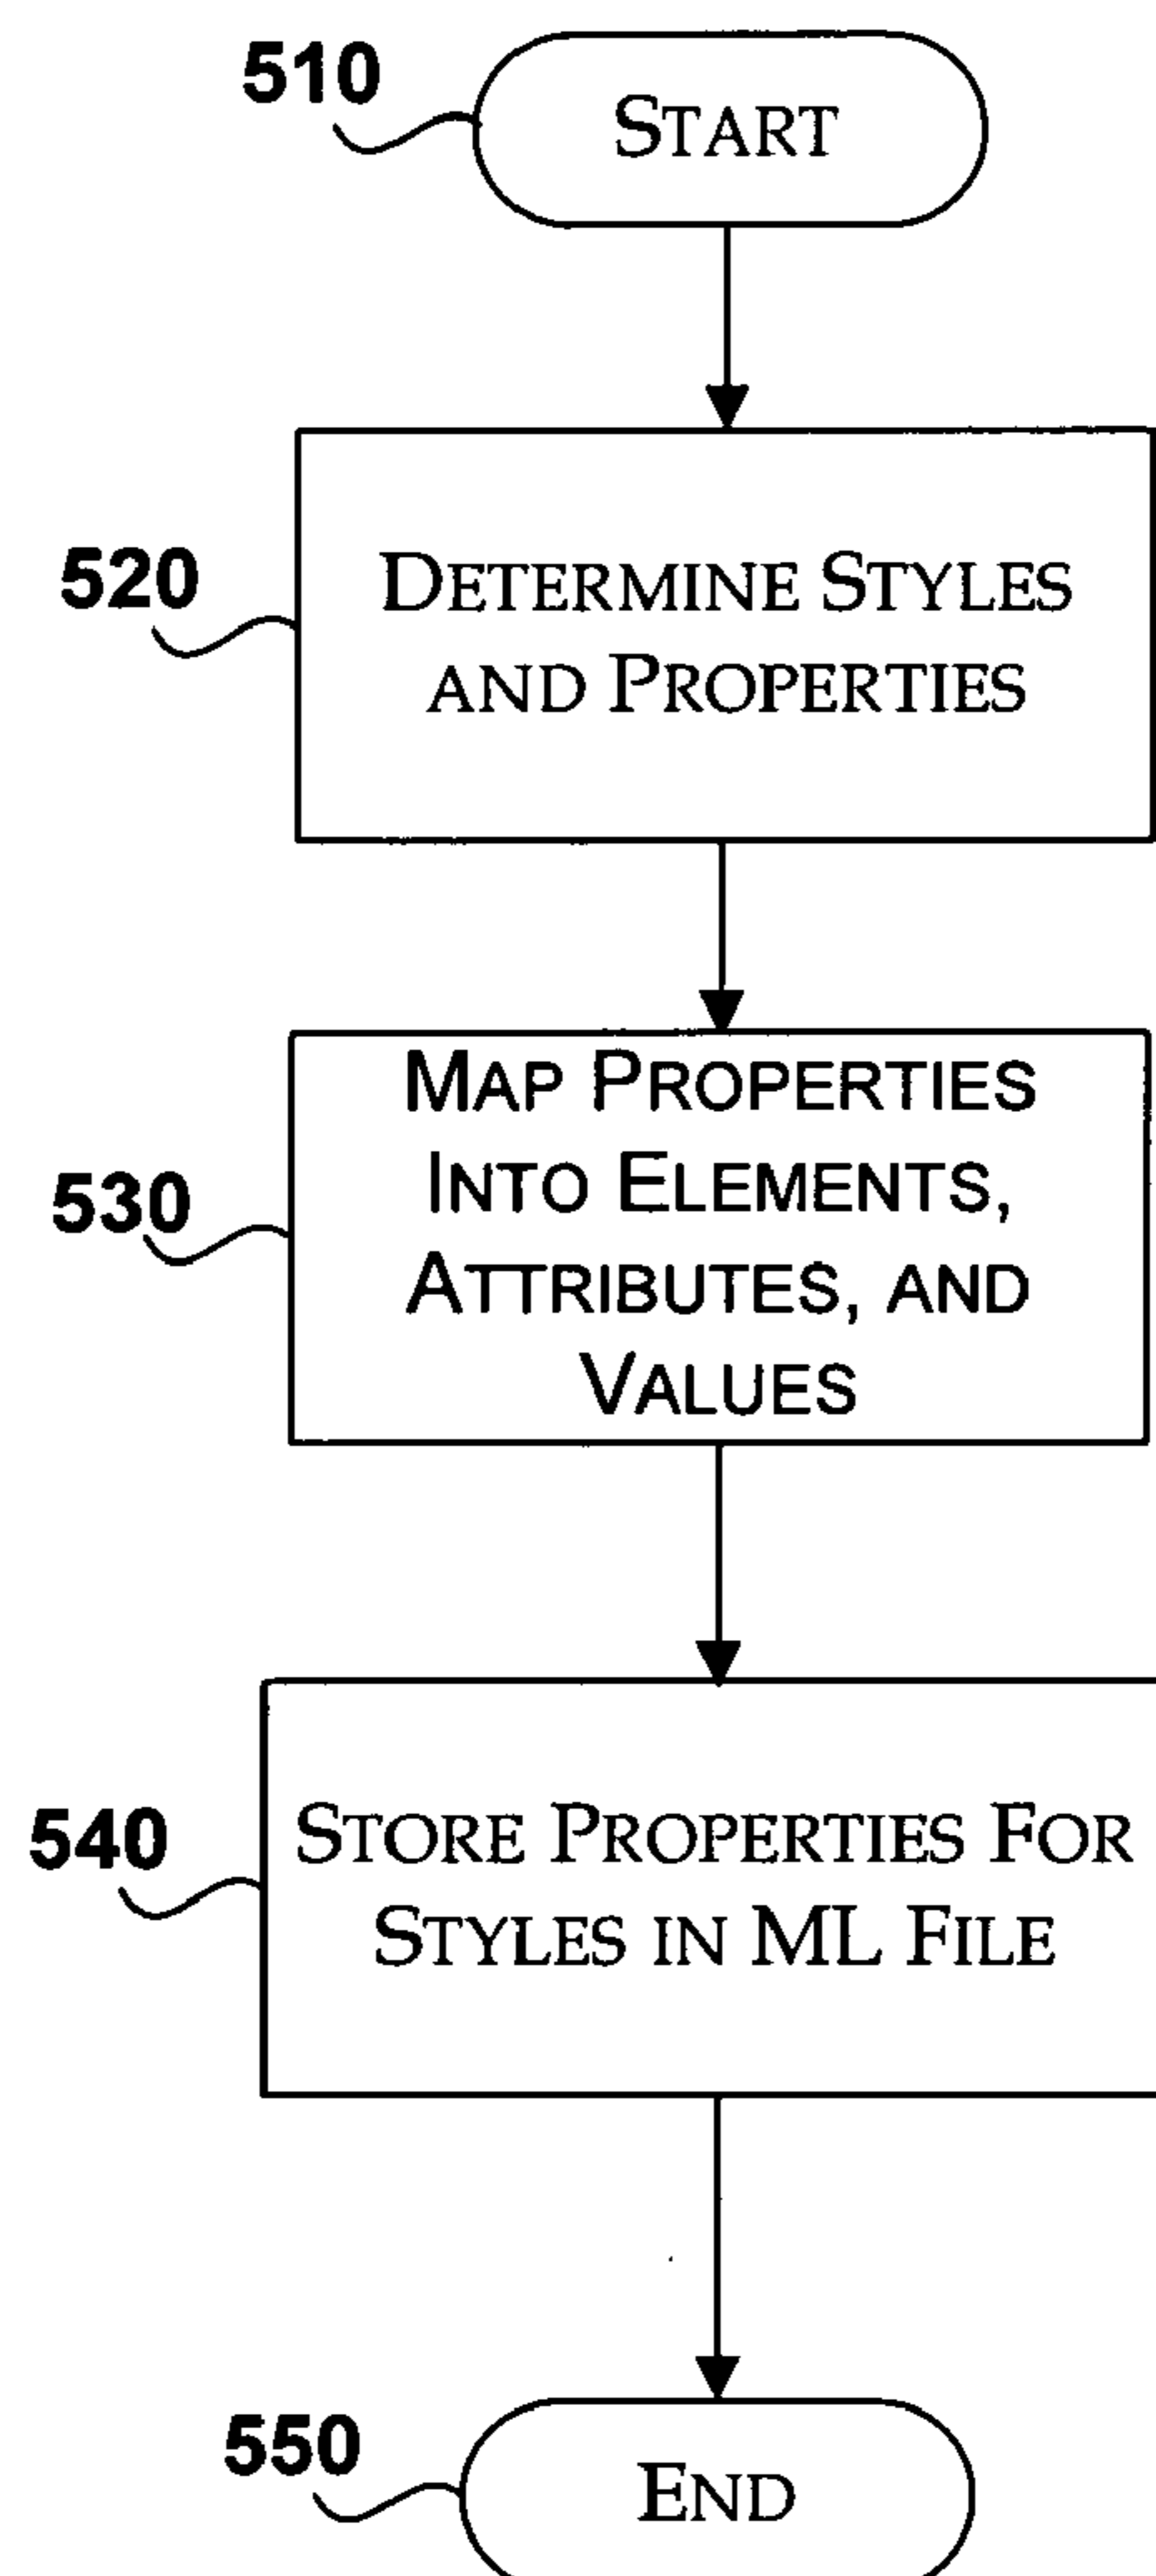 510
START
520
DETERMINE STYLES
AND PROPERTIES
530
MAP PROPERTIES
INTO ELEMENTS,
ATTRIBUTES, AND
VALUES
540
STORE PROPERTIES FOR
STYLES IN ML FILE
550
END